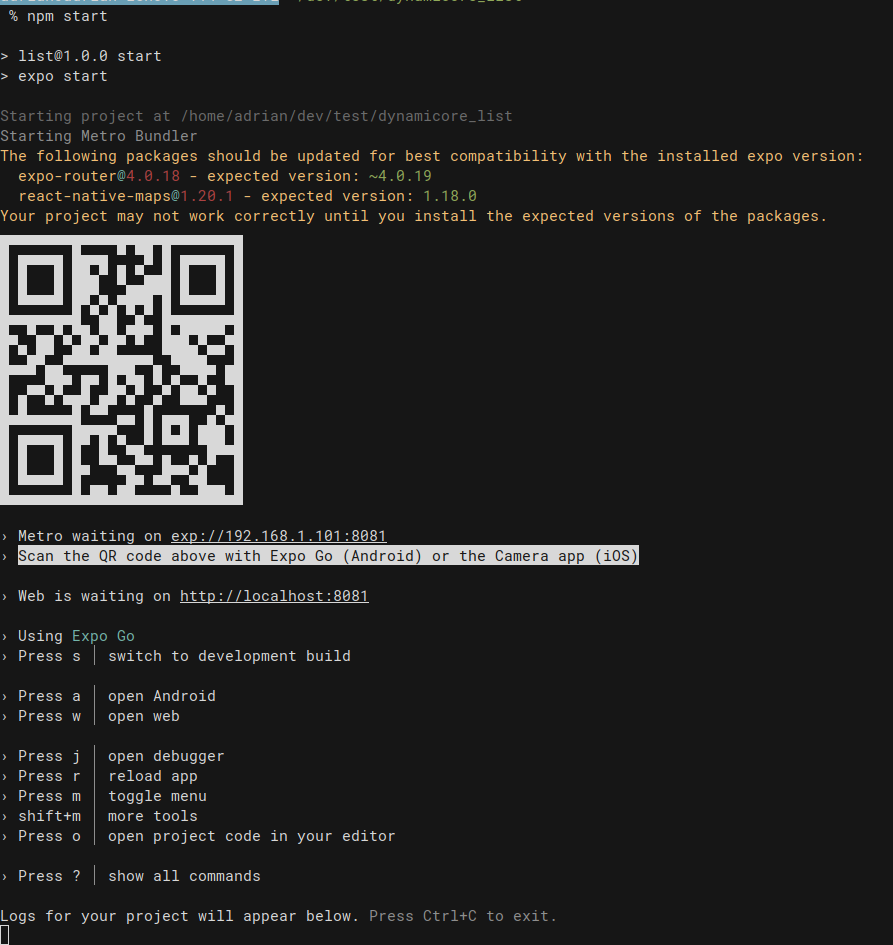 % npm start
> list@1.0.0 start
> expo start
Starting project at /home/adrian/dev/test/dynamicore_list
Starting Metro Bundler
The following packages should be updated for best compatibility with the installed expo version:
expo-router@4.0.18 - expected version: ~4.0.19
react-native-maps@1.20.1 - expected version: 1.18.0
Your project may not work correctly until you install the expected versions of the packages.
› Metro waiting on exp://192.168.1.101:8081
› Scan the QR code above with Expo Go (Android) or the Camera app (iOS)
› Web is waiting on http://localhost:8081
› Using Expo Go
› Press s │ switch to development build
› Press a │ open Android
› Press w │ open web
› Press j │ open debugger
› Press r │ reload app
› Press m │ toggle menu
› shift+m │ more tools
› Press o │ open project code in your editor
› Press ? │ show all commands
Logs for your project will appear below. Press Ctrl+C to exit.